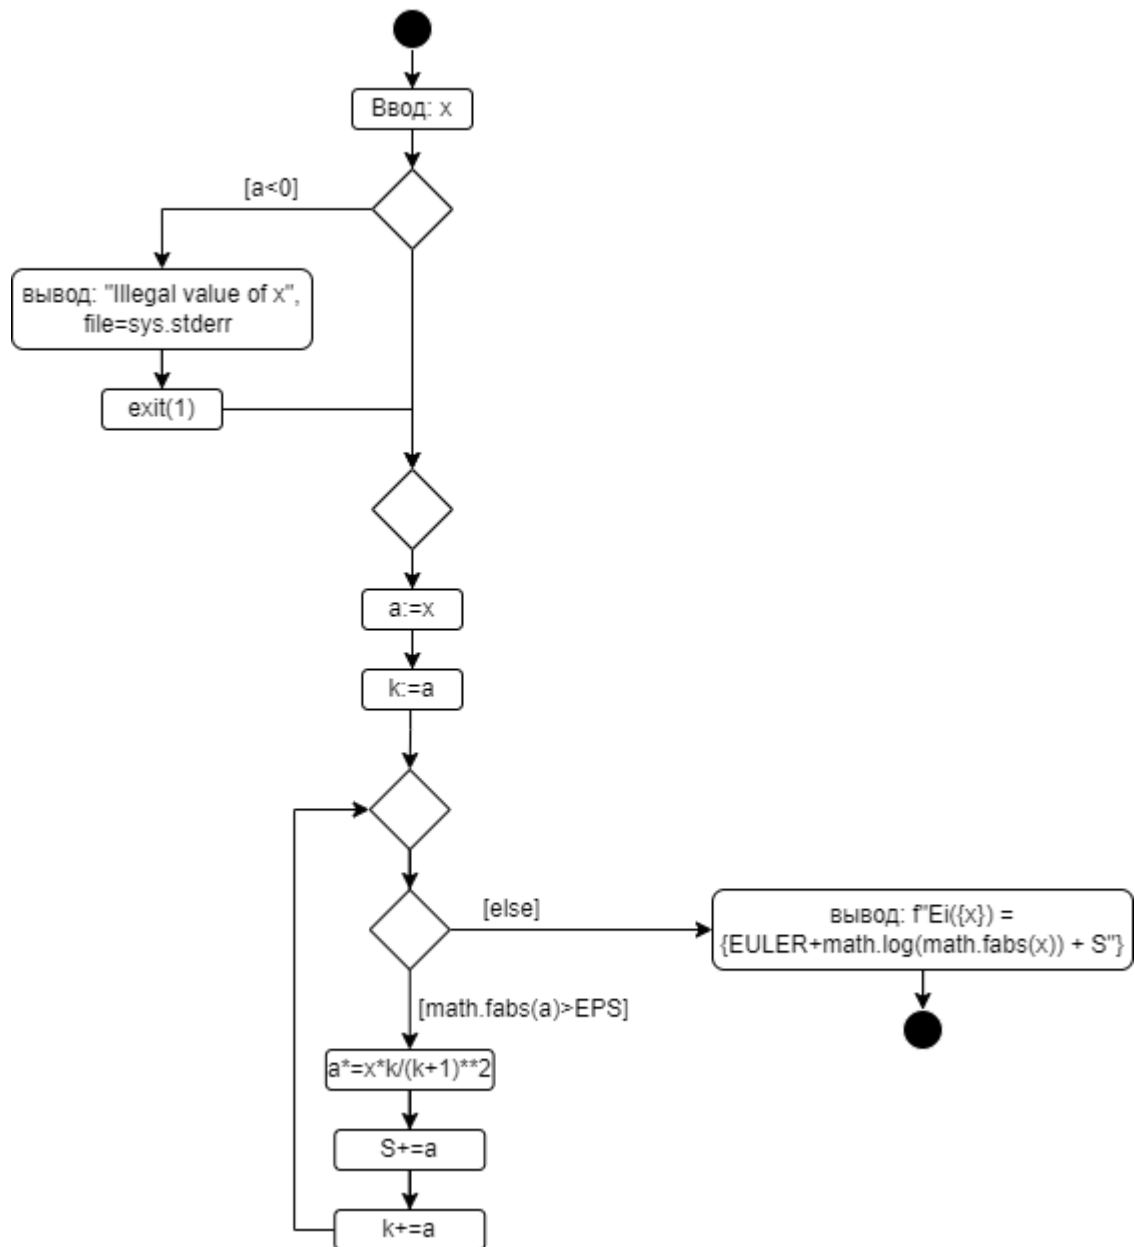 Ввод: x
[a<0]
вывод: "Illegal value of x",
file=sys.stderr
exit(1)
a:=x
k:=a
[else]
вывод: f"Ei({x}) =
{EULER+math.log(math.fabs(x)) + S"}
[math.fabs(a)>EPS]
a*=x*k/(k+1)**2
S+=a
k+=a